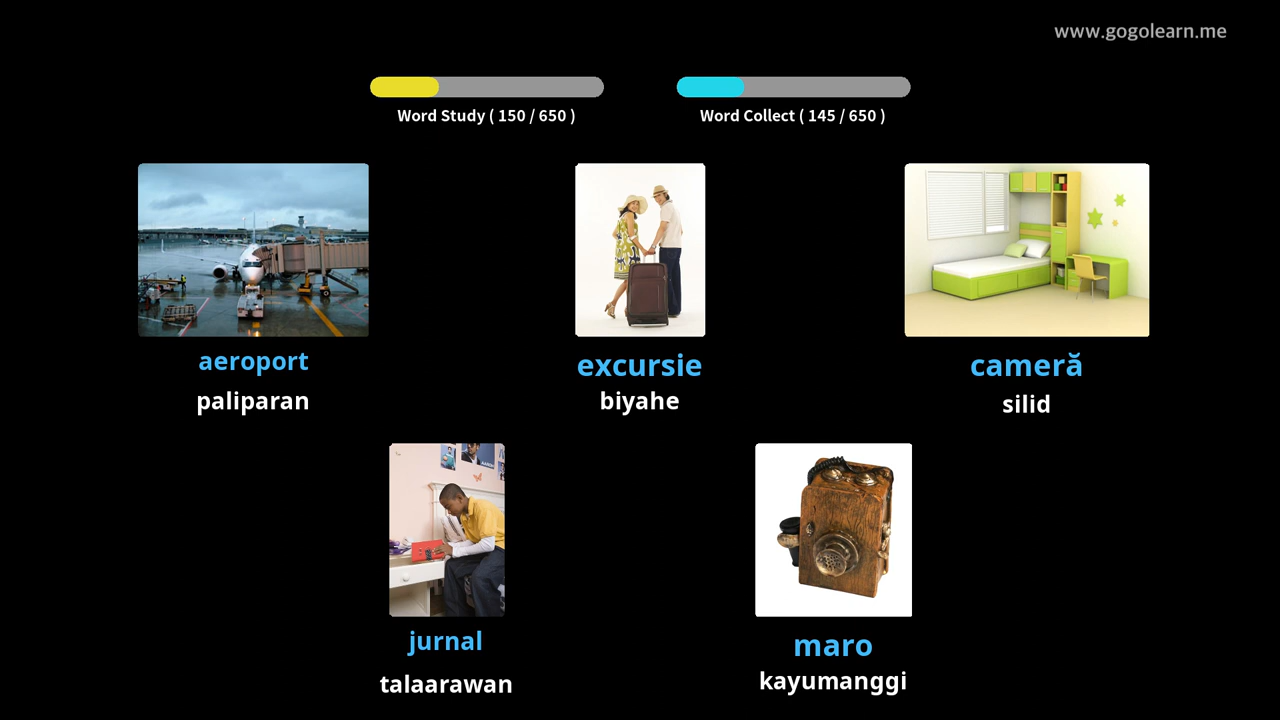 www.gogolearn.me
Word Study ( 150 / 650 )
Word Collect ( 145 / 650 )
aeroport
paliparan
excursie
biyahe
cameră
silid
jurnal
talaarawan
maro
kayumanggi